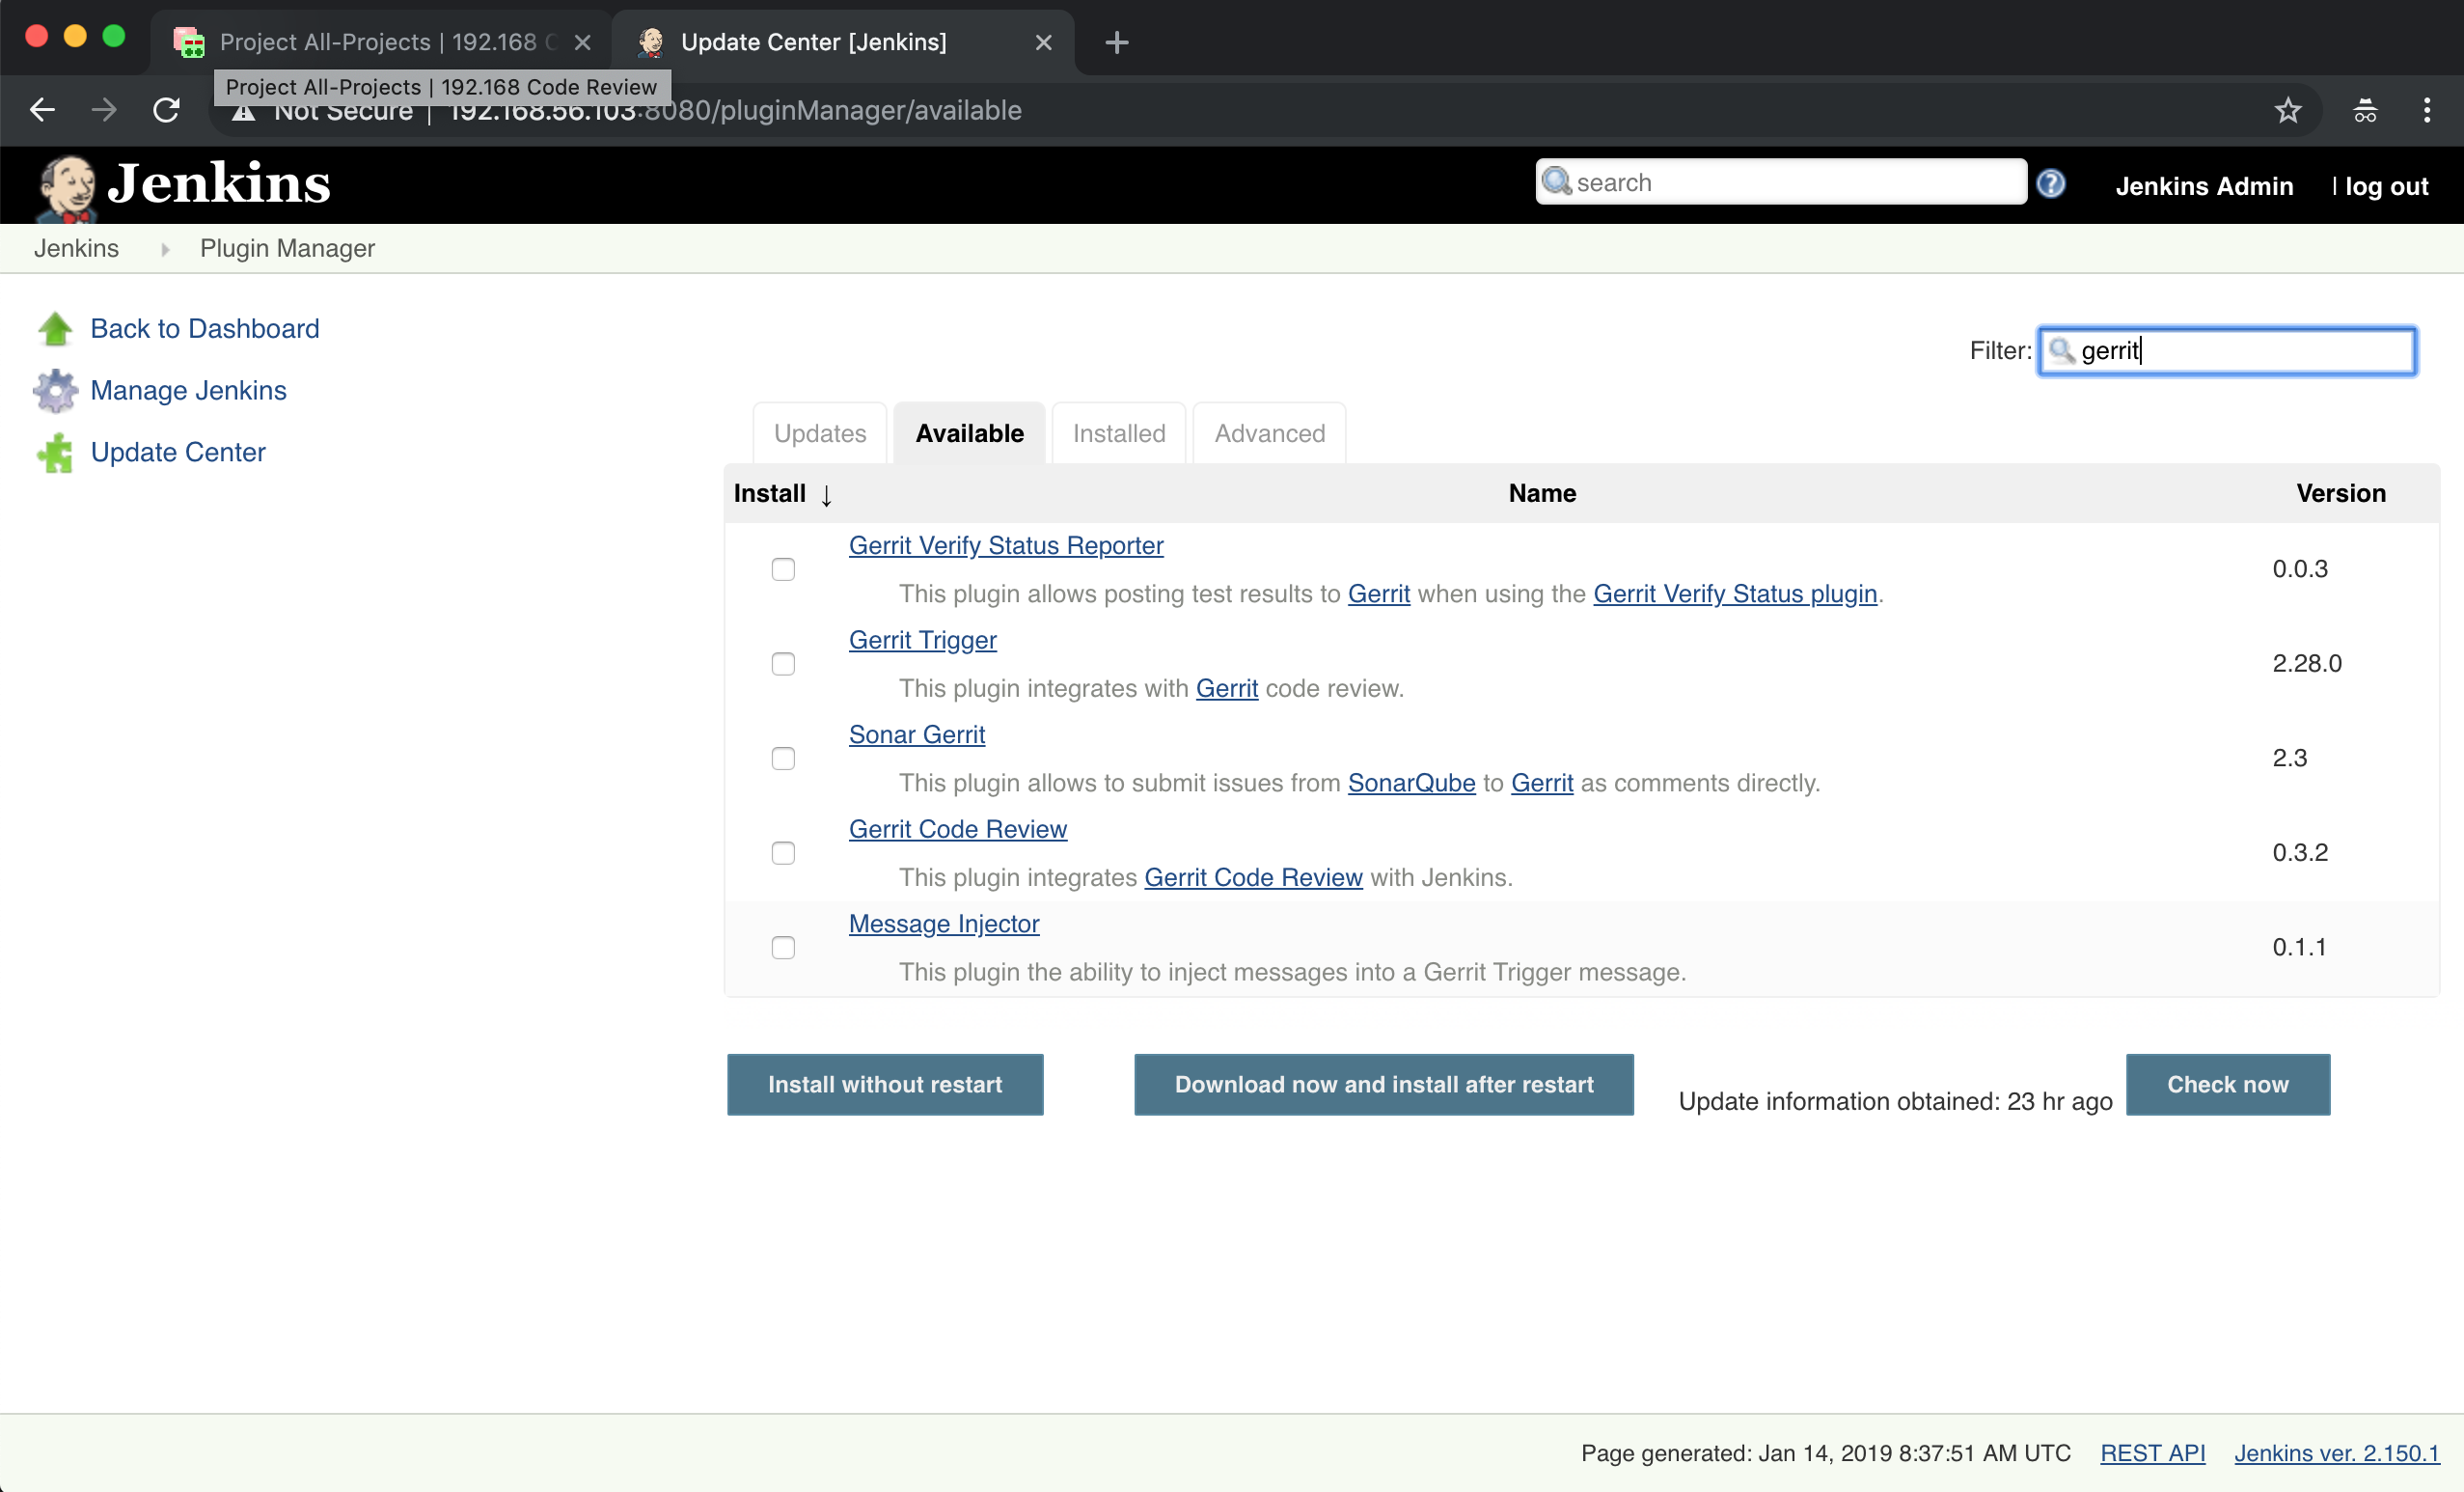 Project All-Projects | 192.168 C
Update Center [Jenkins]
Project All-Projects | 192.168 Code Review
Not Secure | 192.168.56.103:8080/pluginManager/available
Jenkins
search
Jenkins Admin
| log out
Jenkins
Plugin Manager
Back to Dashboard
Manage Jenkins
Update Center
Filter: gerrit
Updates
Available
Installed
Advanced
Install ↓
Name
Version
Gerrit Verify Status Reporter
This plugin allows posting test results to Gerrit when using the Gerrit Verify Status plugin.
0.0.3
Gerrit Trigger
This plugin integrates with Gerrit code review.
2.28.0
Sonar Gerrit
This plugin allows to submit issues from SonarQube to Gerrit as comments directly.
2.3
Gerrit Code Review
This plugin integrates Gerrit Code Review with Jenkins.
0.3.2
Message Injector
This plugin the ability to inject messages into a Gerrit Trigger message.
0.1.1
Install without restart
Download now and install after restart
Update information obtained: 23 hr ago
Check now
Page generated: Jan 14, 2019 8:37:51 AM UTC
REST API
Jenkins ver. 2.150.1